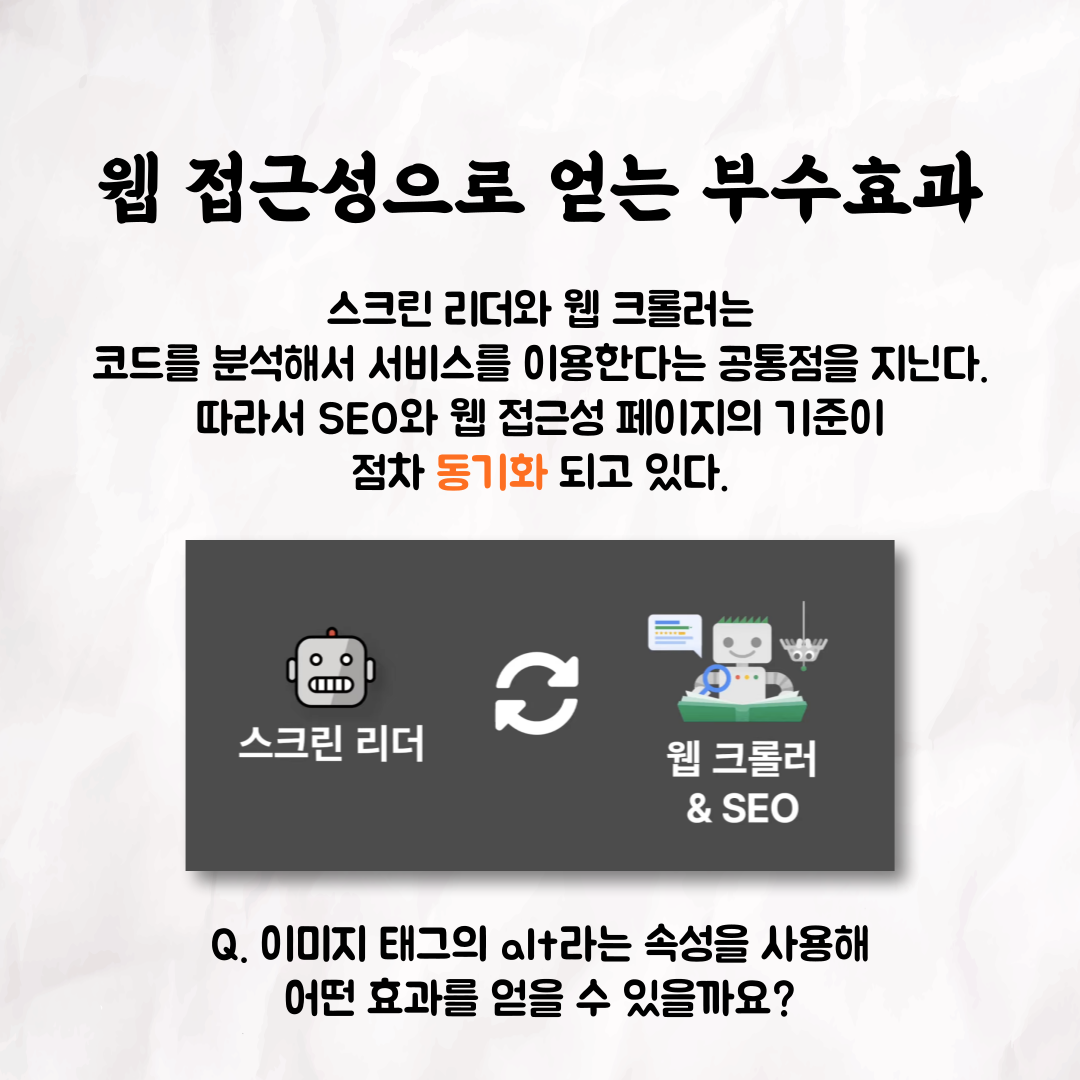 웹 접근성으로 얻는 부수효과
스크린 리더와 웹 크롤러는
코드를 분석해서 서비스를 이용한다는 공통점을 지닌다.
따라서 SEO와 웹 접근성 페이지의 기준이
점차 동기화 되고 있다.
스크린 리더
웹 크롤러
& SEO
Q. 이미지 태그의 alt라는 속성을 사용해
어떤 효과를 얻을 수 있을까요?